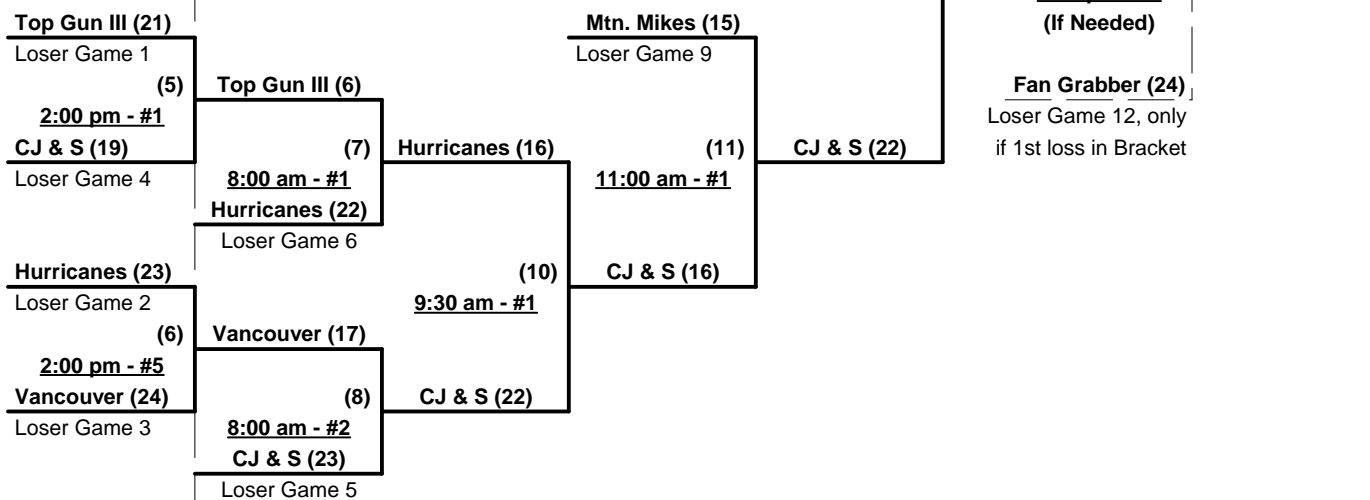 Top Gun III (21)
Mtn. Mikes (15)
(If Needed)
Loser Game 1
Loser Game 9
(5)
Top Gun III (6)
Fan Grabber (24)
2:00 pm - #1
Loser Game 12, only
CJ & S (19)
(7)
Hurricanes (16)
(11)
CJ & S (22)
if 1st loss in Bracket
Loser Game 4
8:00 am - #1
11:00 am - #1
Hurricanes (22)
Loser Game 6
Hurricanes (23)
(10)
CJ & S (16)
Loser Game 2
9:30 am - #1
(6)
Vancouver (17)
2:00 pm - #5
Vancouver (24)
(8)
CJ & S (22)
Loser Game 3
8:00 am - #2
CJ & S (23)
Loser Game 5